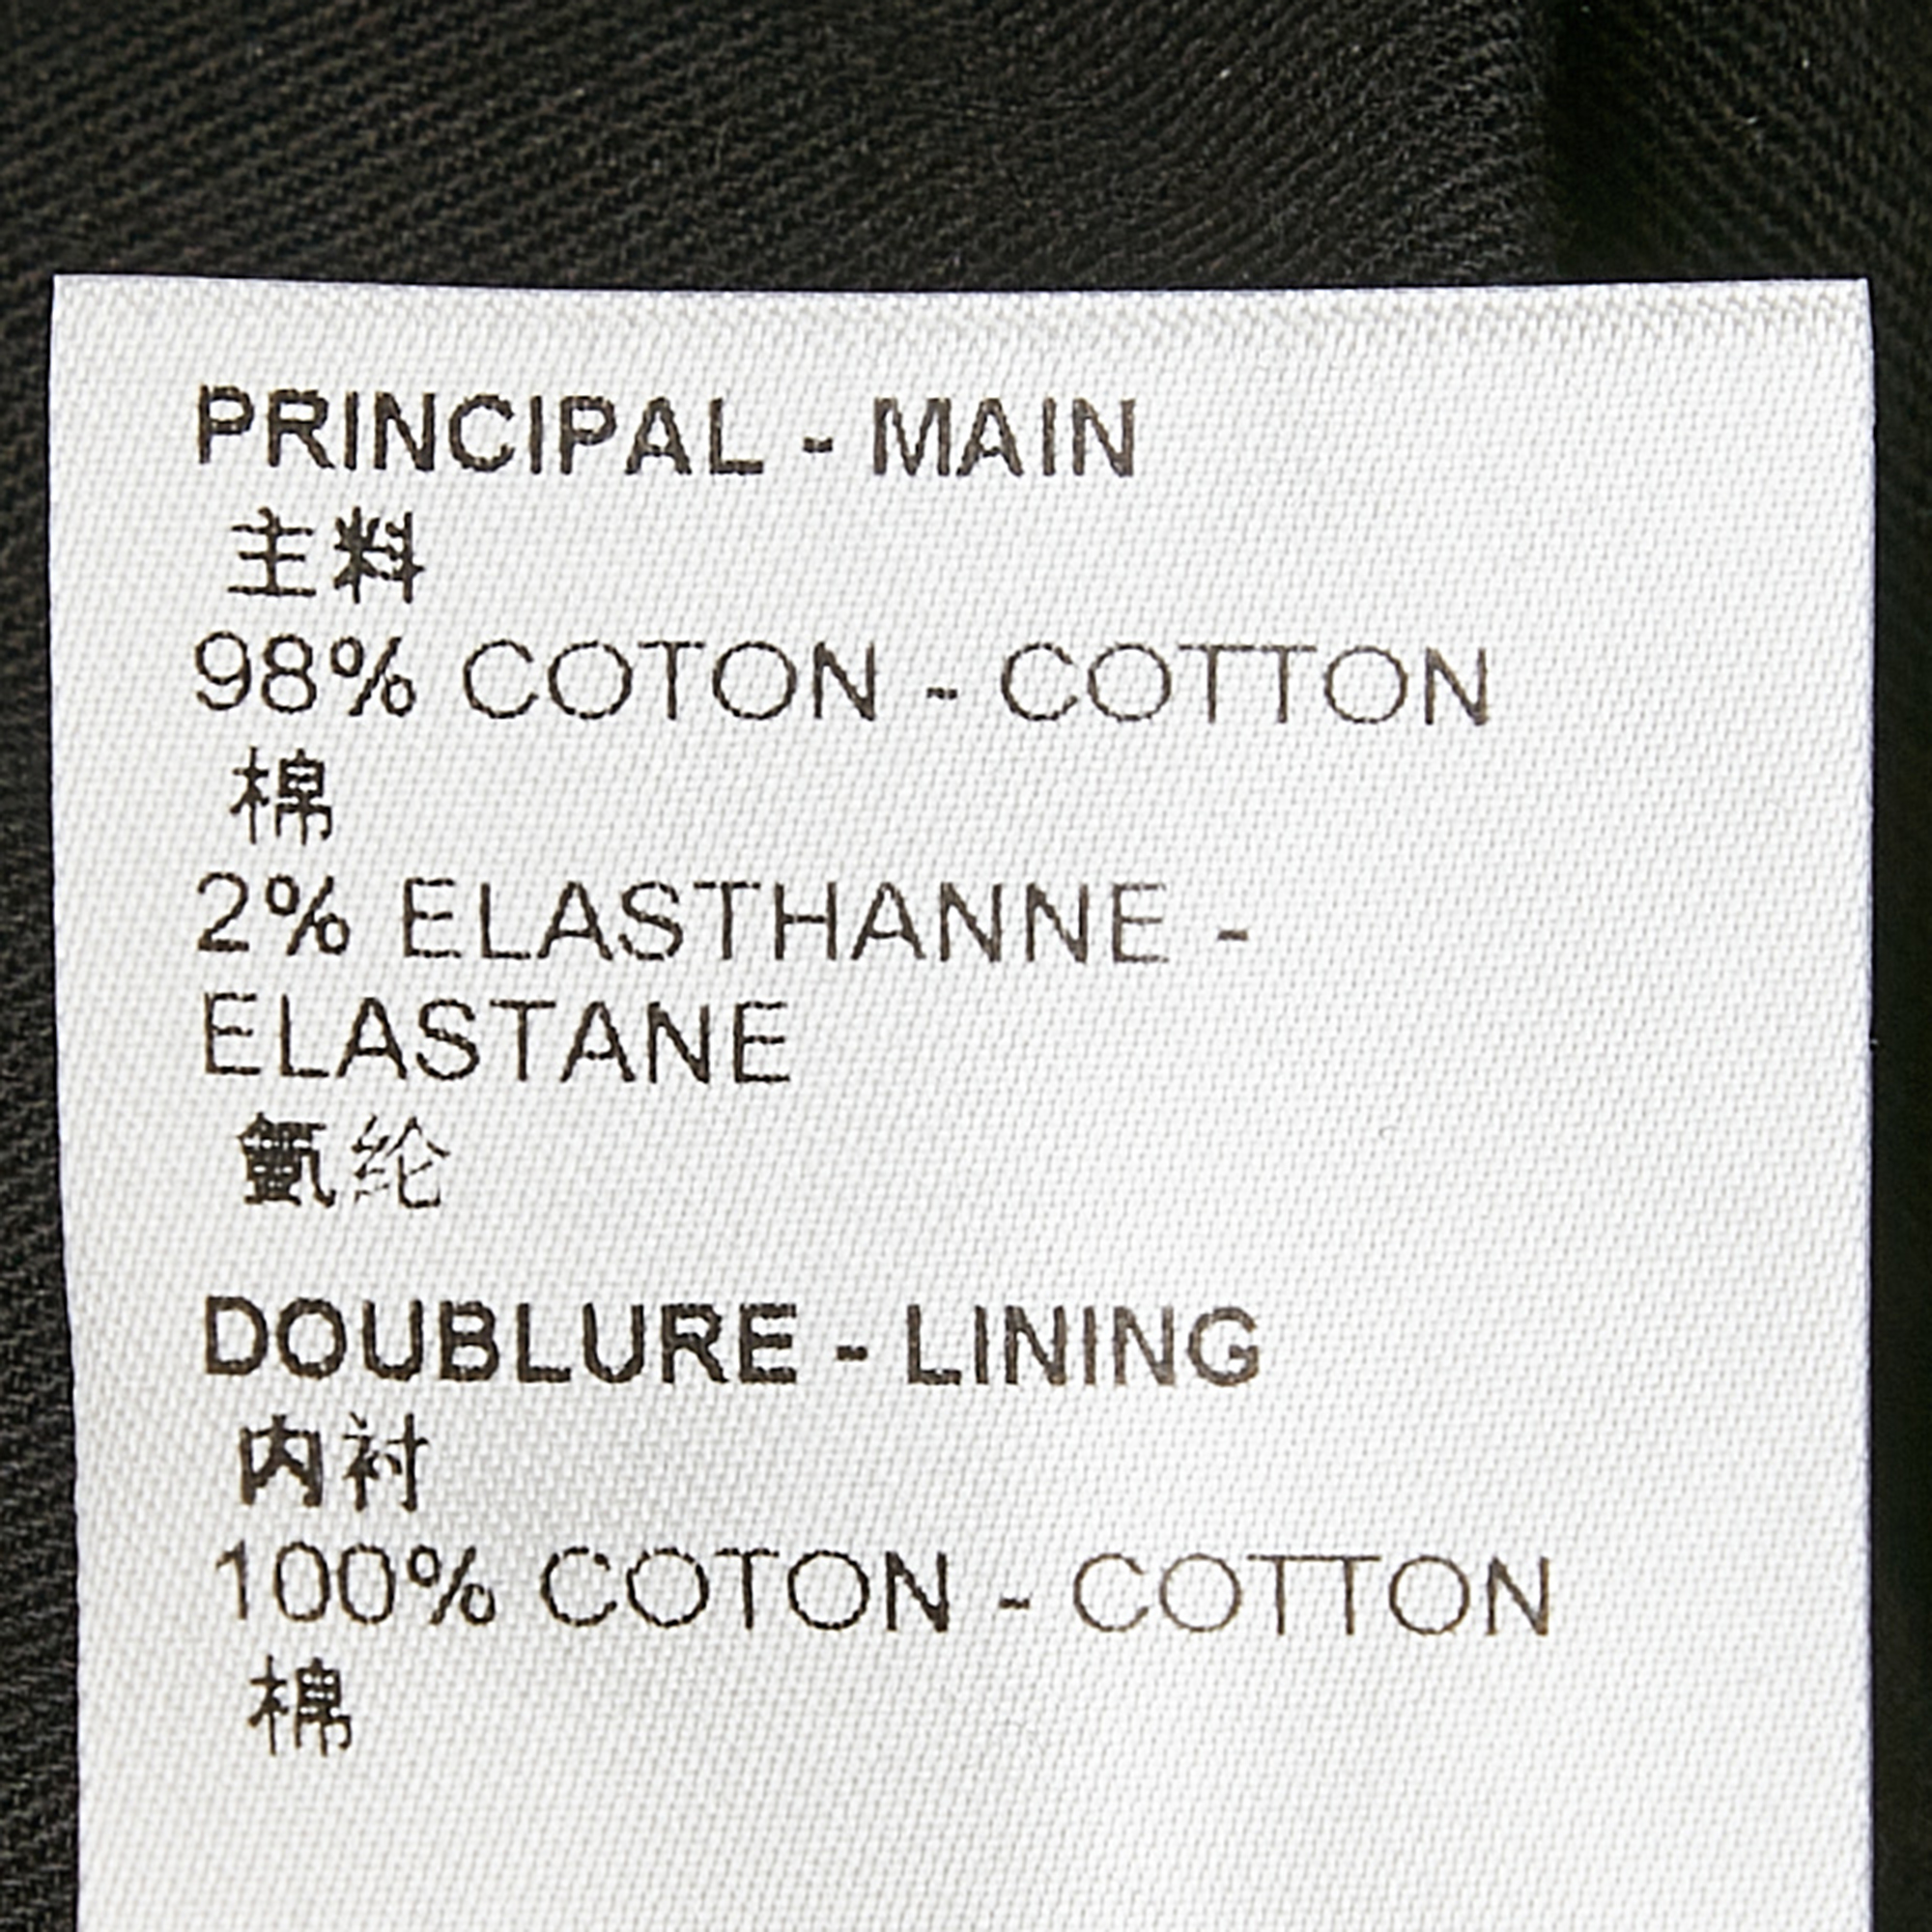 PRINCIPAL - MAIN
主料
98% COTON - COTTON
棉
2% ELASTHANNE -
ELASTANE
氨纶
DOUBLURE - LINING
内衬
100% COTON - COTTON
棉